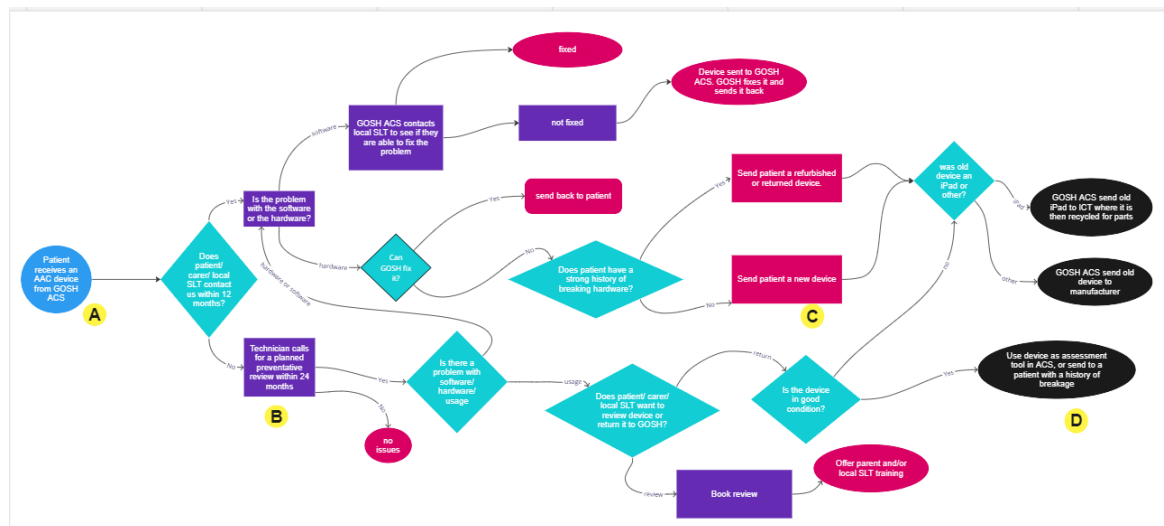 fixed
Device sent to GOSH
ACS. GOSH fixes it and
sends it back
GOSH ACS contacts
local SLT to see if they
are able to fix the
problem
not fixed
software
Send patient a refurbished
or returned device.
was old
device an
iPad or
other?
Yes
Is the problem
with the software
or the hardware?
Yes
send back to patient
Yes
iPad
GOSH ACS send old
iPad to ICT where it is
then recycled for parts
Patient
receives an
AAC device
from GOSH
ACS
Does
patient/
carer/ local
SLT contact
us within 12
months?
hardware
Can
GOSH fix
it?
No
Does patient have a
strong history of
breaking hardware?
Send patient a new device
no
other
GOSH ACS send old
device to
manufacturer
hardware or software
No
A
C
No
Technician calls
for a planned
preventative
review within 24
months
Yes
No
Is there a
problem with
software/
hardware/
usage
usage
return
Use device as assessment
tool in ACS, or send to a
patient with a history of
breakage
Does patient/ carer/
local SLT want to
review device or
return it to GOSH?
Is the device
in good
condition?
Yes
B
D
no
issues
Offer parent and/or
local SLT training
review
Book review